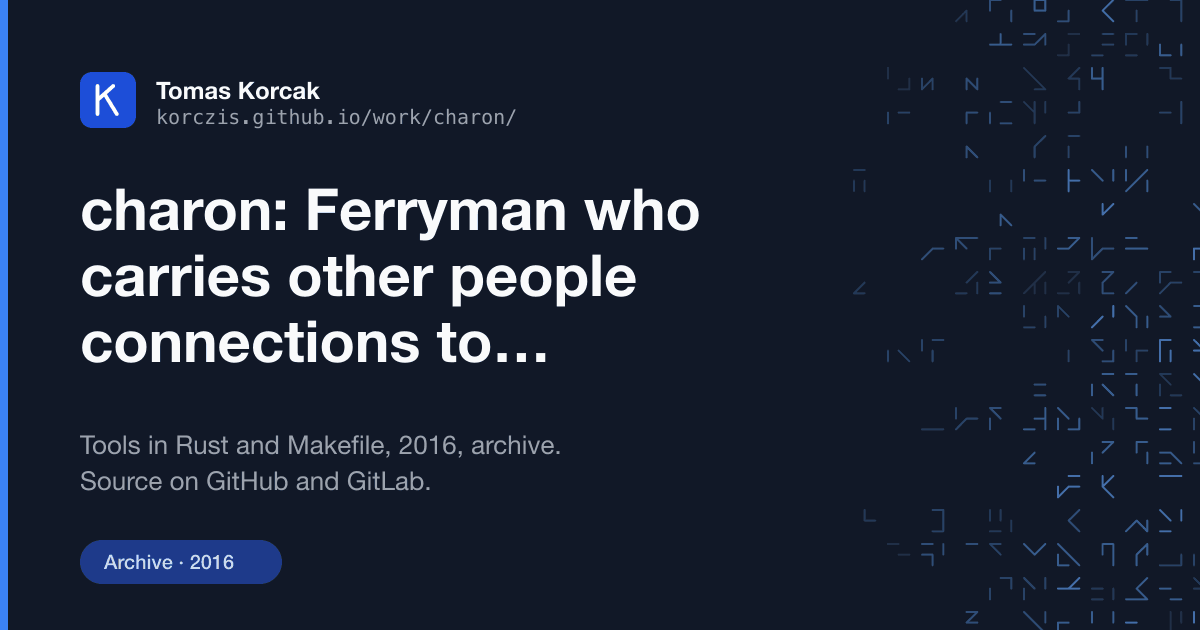 K
Tomas Korcak
korczis.github.io/work/charon/
charon: Ferryman who
carries other people
connections to…
Tools in Rust and Makefile, 2016, archive.
Source on GitHub and GitLab.
Archive · 2016